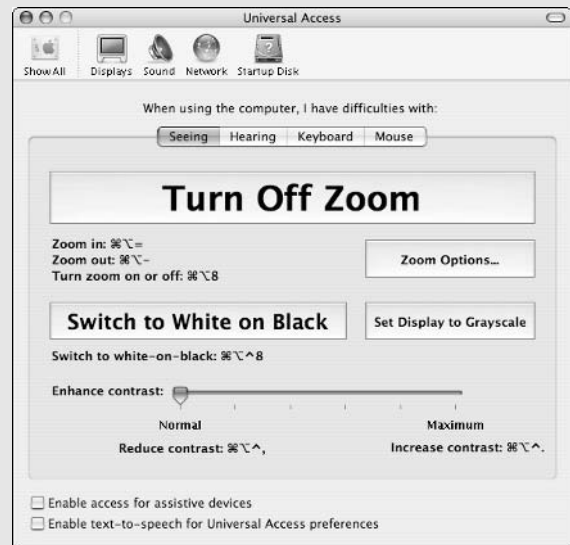 Universal Access
Show All Displays Sound Network Startup Disk
When using the computer, I have difficulties with:
Seeing Hearing Keyboard Mouse
Turn Off Zoom
Zoom in: ⌘⌥=
Zoom out: ⌘⌥-
Turn zoom on or off: ⌘⌥8
Zoom Options...
Switch to White on Black
Set Display to Grayscale
Switch to white-on-black: ⌘⌥^8
Enhance contrast:
Normal Maximum
Reduce contrast: ⌘⌥^, Increase contrast: ⌘⌥^.
Enable access for assistive devices
Enable text-to-speech for Universal Access preferences